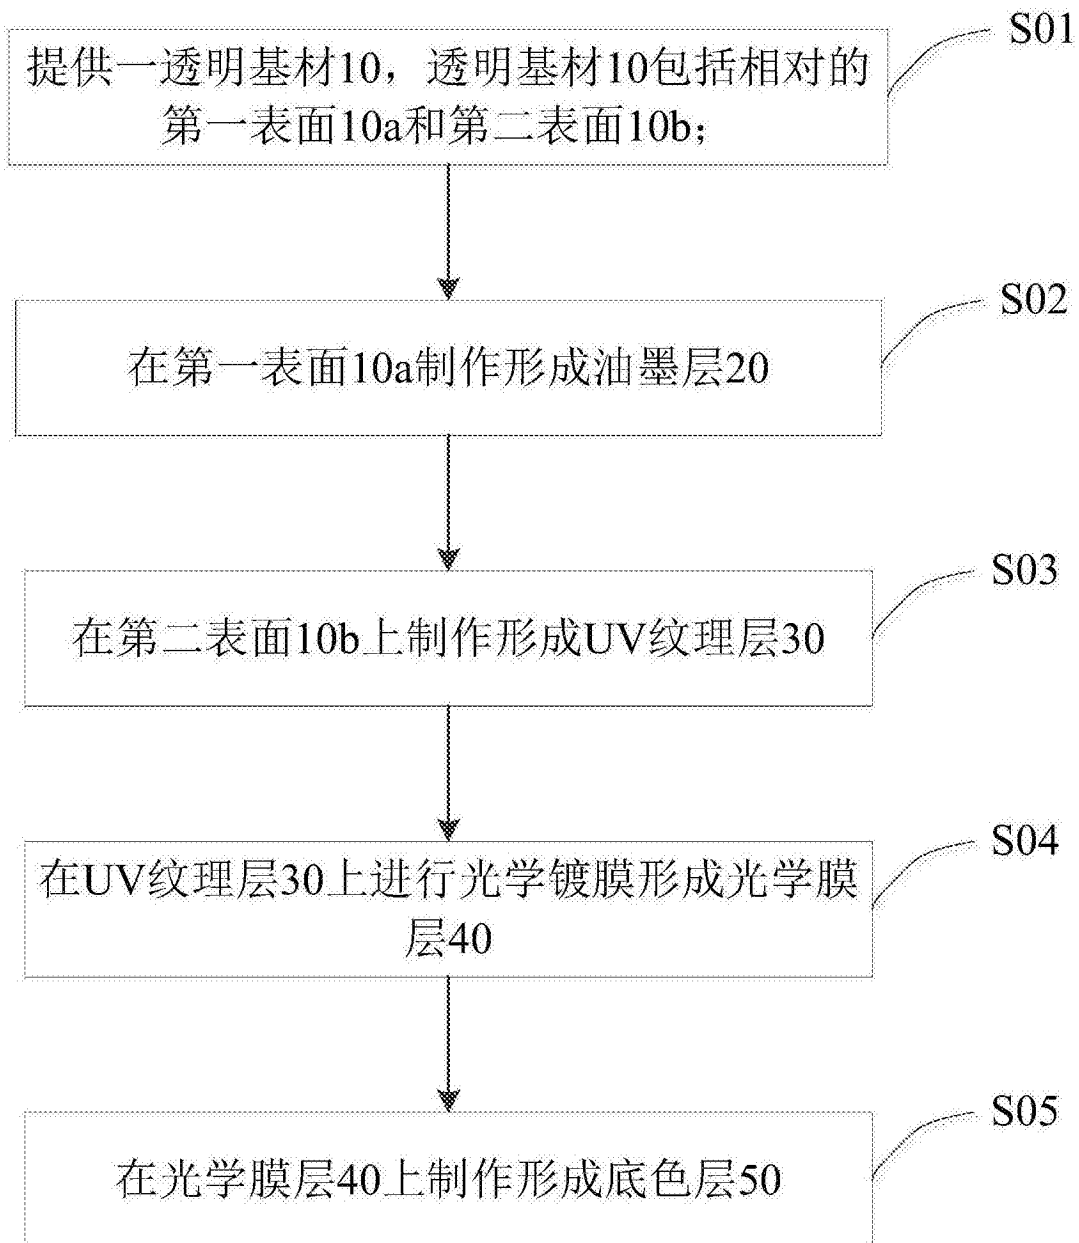 S01
提供一透明基材10，透明基材10包括相对的
第一表面10a和第二表面10b；
S02
在第一表面10a制作形成油墨层20
S03
在第二表面10b上制作形成UV纹理层30
S04
在UV纹理层30上进行光学镀膜形成光学膜
层40
S05
在光学膜层40上制作形成底色层50